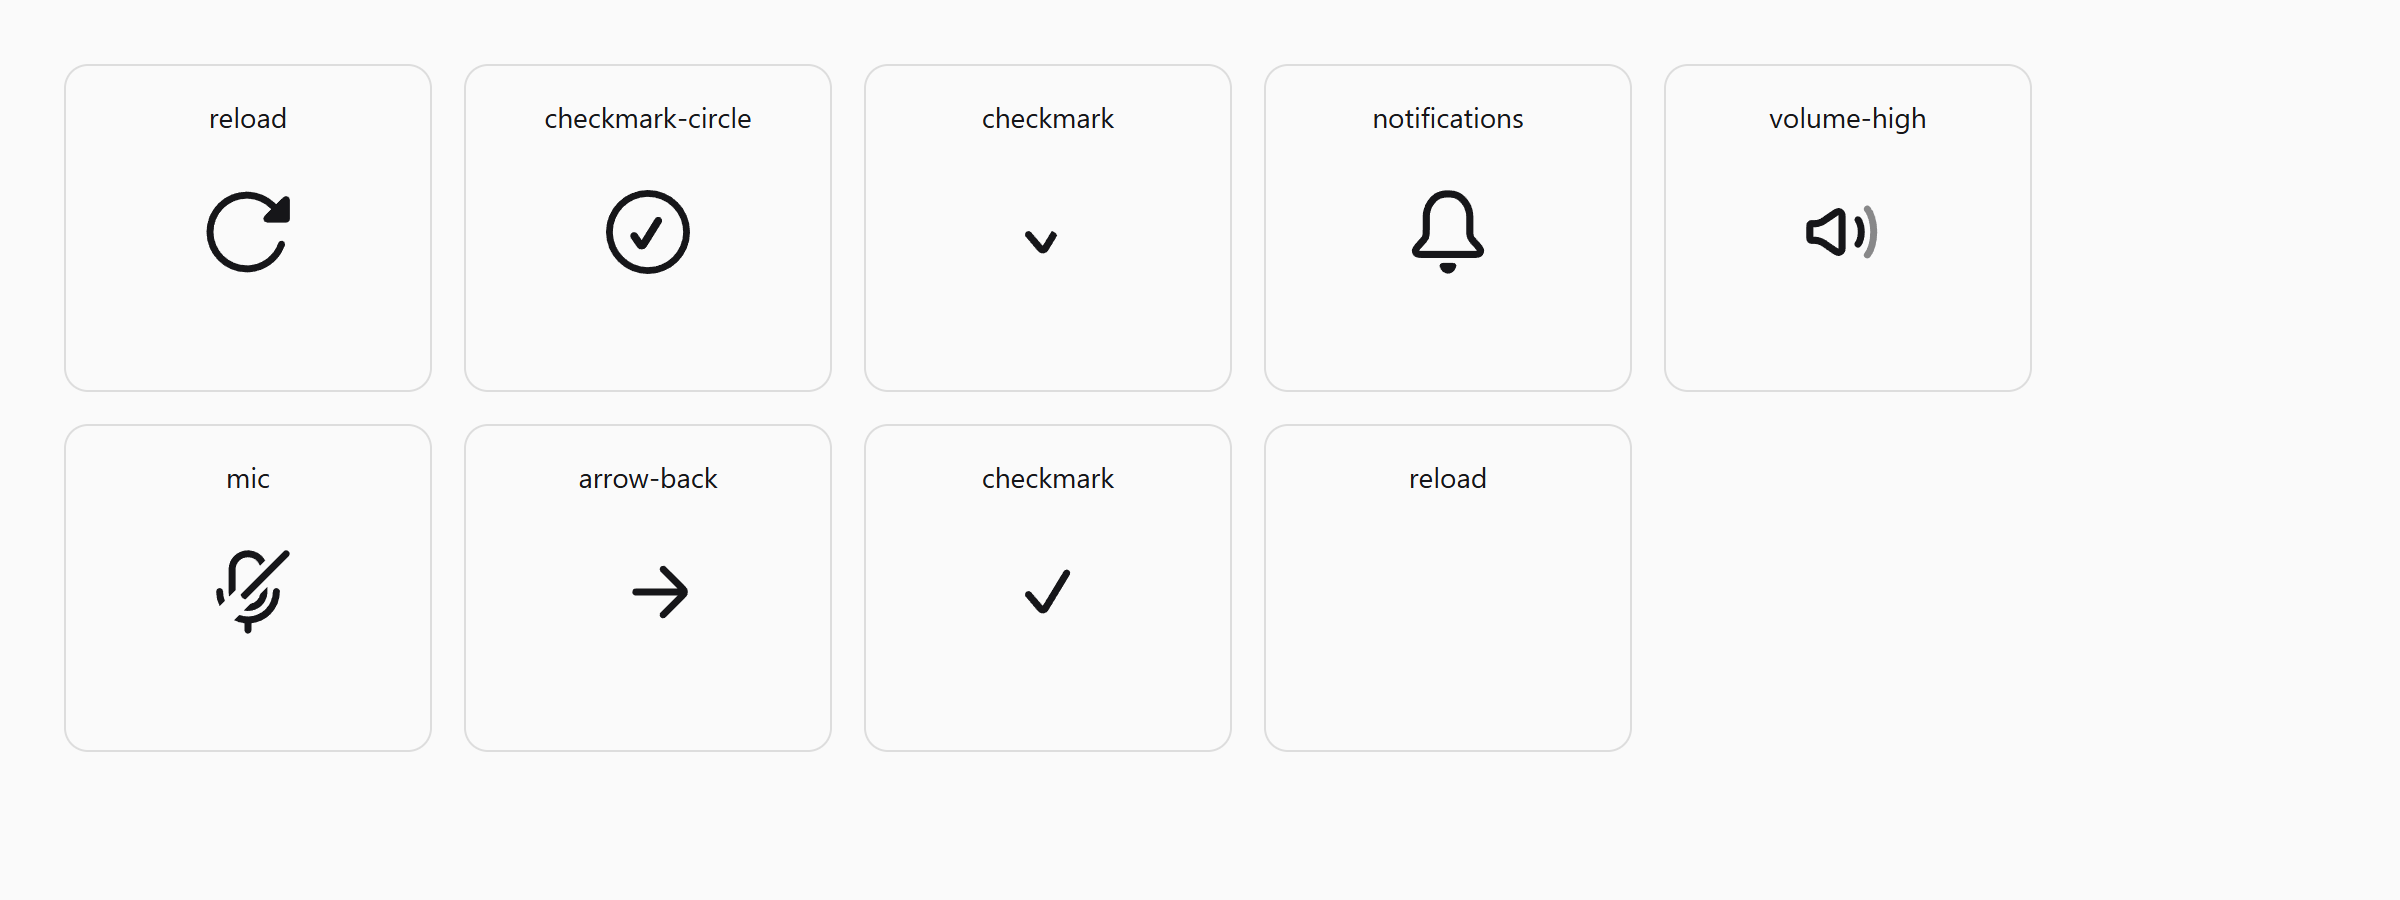 reload
checkmark-circle
checkmark
notifications
volume-high
mic
arrow-back
checkmark
reload